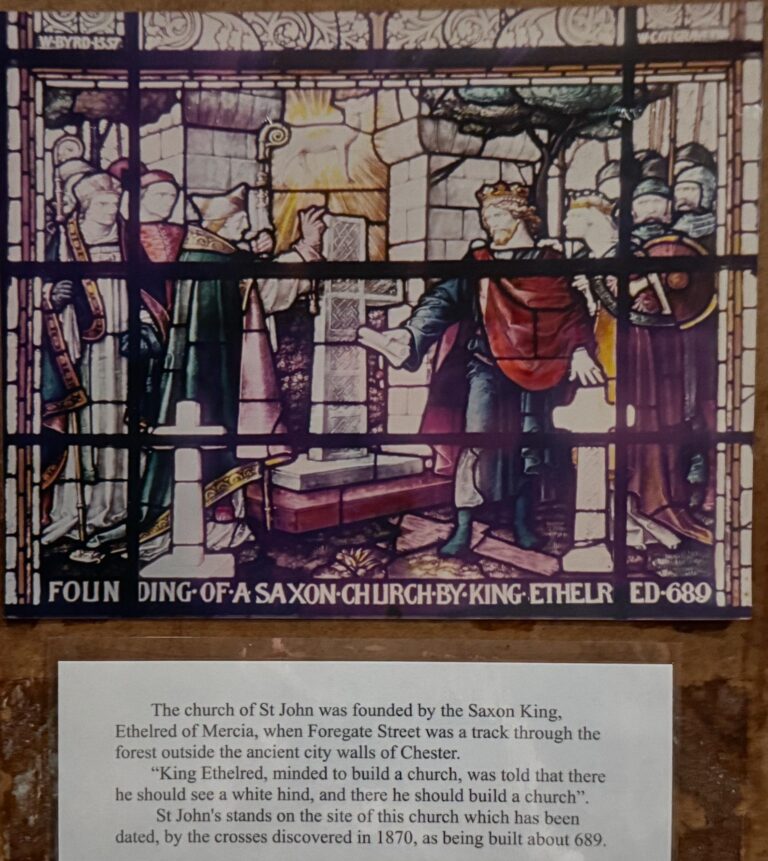 W·BYRD·1557
FOUNDING·OF·A SAXON·CHURCH·BY·KING·ETHELRED·689
The church of St John was founded by the Saxon King,
Ethelred of Mercia, when Foregate Street was a track through the
forest outside the ancient city walls of Chester.
“King Ethelred, minded to build a church, was told that there
he should see a white hind, and there he should build a church”.
St John's stands on the site of this church which has been
dated, by the crosses discovered in 1870, as being built about 689.